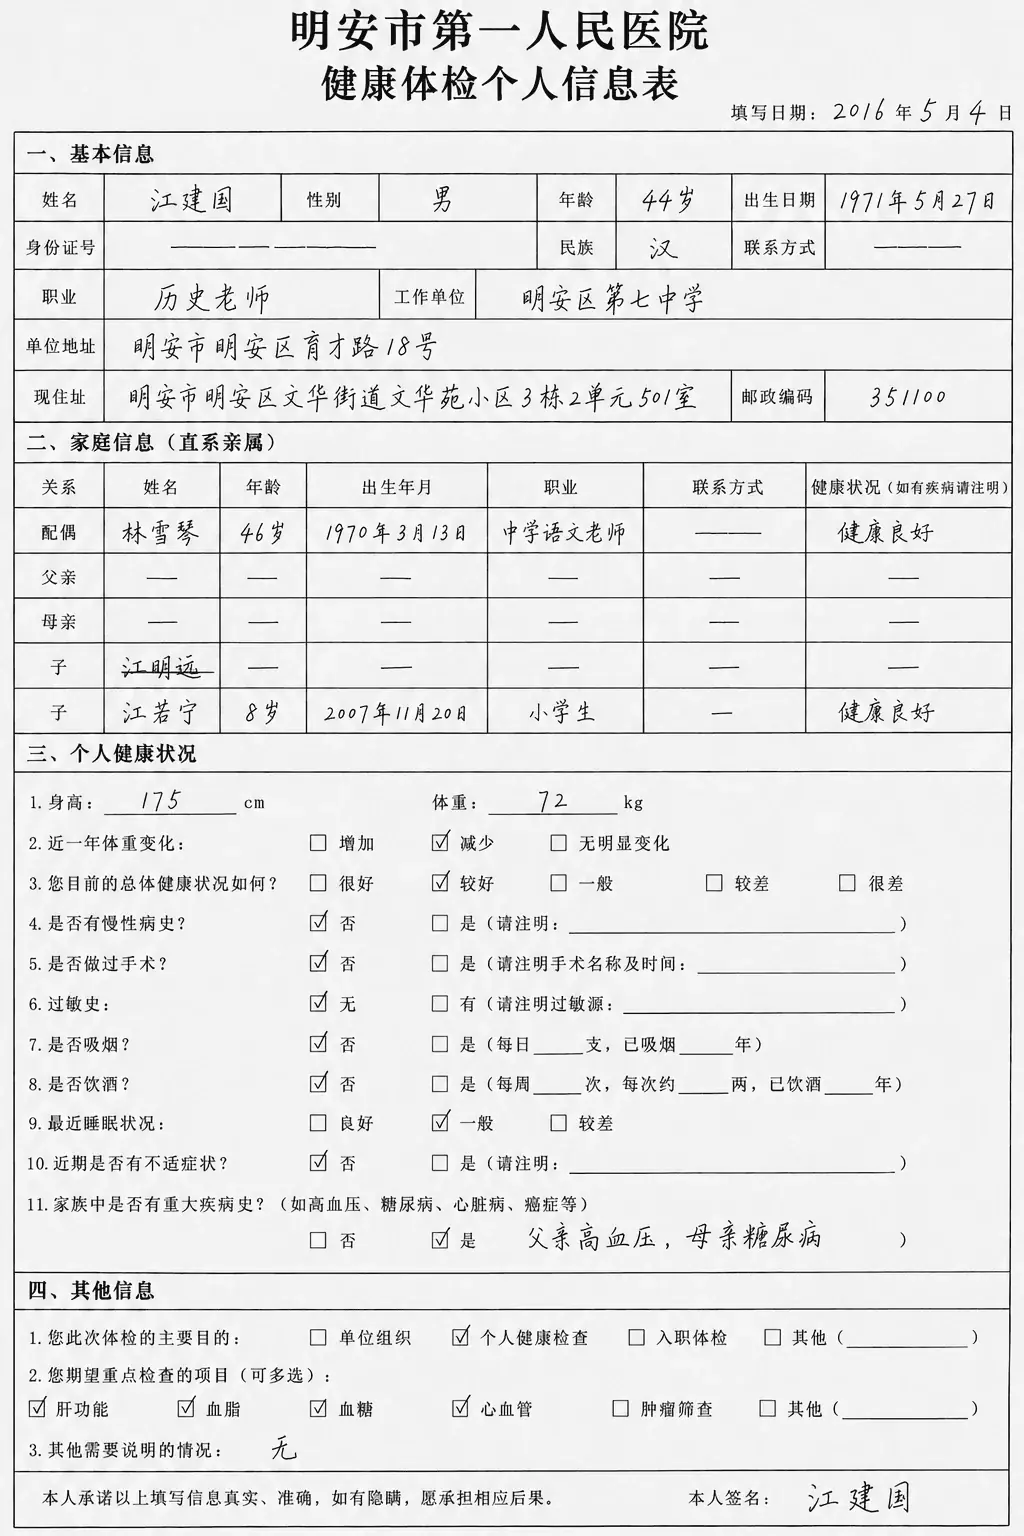 明安市第一人民医院
健康体检个人信息表
填写日期: 2016 年 5 月 4 日
一、基本信息
姓名 江建国 性别 男 年龄 44岁 出生日期 1971年5月27日
身份证号 —— — —— 民族 汉 联系方式 ——
职业 历史老师 工作单位 明安区第七中学
单位地址 明安市明安区育才路18号
现住址 明安市明安区文华街道文华苑小区3栋2单元501室 邮政编码 351100
二、家庭信息（直系亲属）
关系 姓名 年龄 出生年月 职业 联系方式 健康状况（如有疾病请注明）
配偶 林雪琴 46岁 1970年3月13日 中学语文老师 —— 健康良好
父亲 — — — — — —
母亲 — — — — — —
子 江明远 — — — — —
子 江若宁 8岁 2007年11月20日 小学生 — 健康良好
三、个人健康状况
1. 身高: 175 cm 体重: 72 kg
2. 近一年体重变化: □ 增加 ☑ 减少 □ 无明显变化
3. 您目前的总体健康状况如何? □ 很好 ☑ 较好 □ 一般 □ 较差 □ 很差
4. 是否有慢性病史? ☑ 否 □ 是（请注明: ______）
5. 是否做过手术? ☑ 否 □ 是（请注明手术名称及时间: ______）
6. 过敏史: ☑ 无 □ 有（请注明过敏源: ______）
7. 是否吸烟? ☑ 否 □ 是（每日____支，已吸烟____年）
8. 是否饮酒? ☑ 否 □ 是（每周____次，每次约____两，已饮酒____年）
9. 最近睡眠状况: □ 良好 ☑ 一般 □ 较差
10. 近期是否有不适症状? ☑ 否 □ 是（请注明: ______）
11. 家族中是否有重大疾病史?（如高血压、糖尿病、心脏病、癌症等）
□ 否 ☑ 是 父亲高血压，母亲糖尿病 ）
四、其他信息
1. 您此次体检的主要目的: □ 单位组织 ☑ 个人健康检查 □ 入职体检 □ 其他（______）
2. 您期望重点检查的项目（可多选）:
☑ 肝功能 ☑ 血脂 ☑ 血糖 ☑ 心血管 □ 肿瘤筛查 □ 其他（______）
3. 其他需要说明的情况: 无
本人承诺以上填写信息真实、准确，如有隐瞒，愿承担相应后果。 本人签名: 江建国